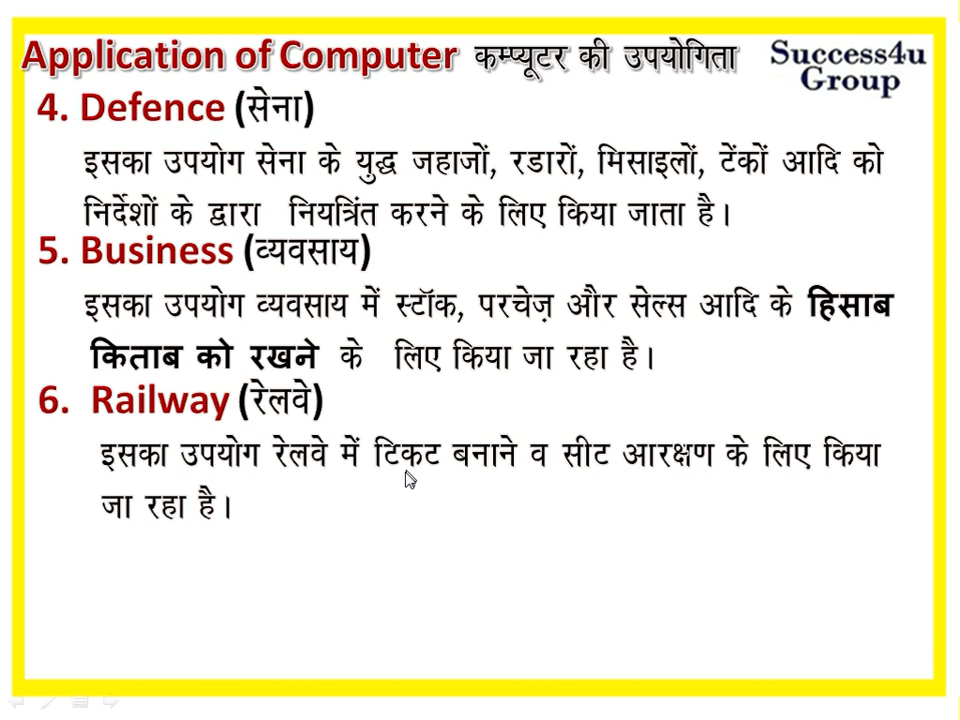 Application of Computer कम्प्यूटर की उपयोगिता
Success4u
Group
4. Defence (सेना)
इसका उपयोग सेना के युद्ध जहाजों, रडारों, मिसाइलों, टेंकों आदि को
निर्देशों के द्वारा नियत्रिंत करने के लिए किया जाता है।
5. Business (व्यवसाय)
इसका उपयोग व्यवसाय में स्टॉक, परचेज़ और सेल्स आदि के हिसाब
किताब को रखने के लिए किया जा रहा है।
6. Railway (रेलवे)
इसका उपयोग रेलवे में टिकट बनाने व सीट आरक्षण के लिए किया
जा रहा है।